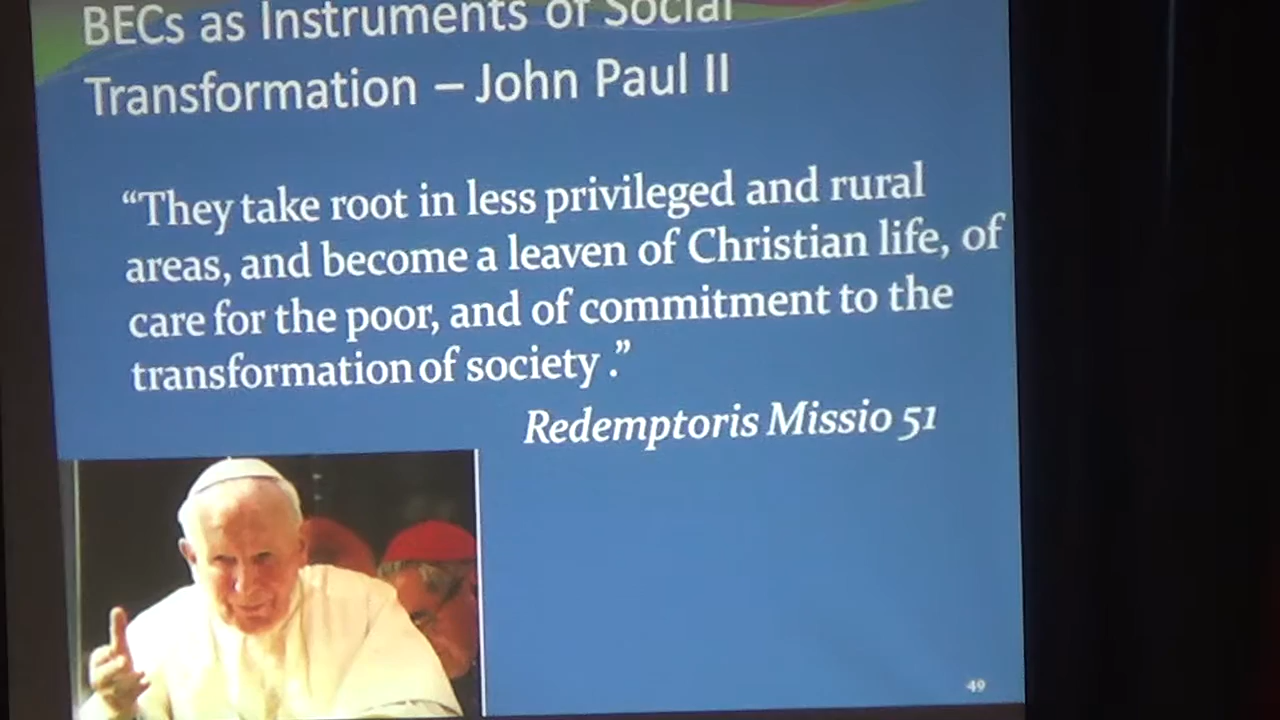 BECs as Instruments of Social
Transformation – John Paul II
“They take root in less privileged and rural
areas, and become a leaven of Christian life, of
care for the poor, and of commitment to the
transformation of society .”
Redemptoris Missio 51
49